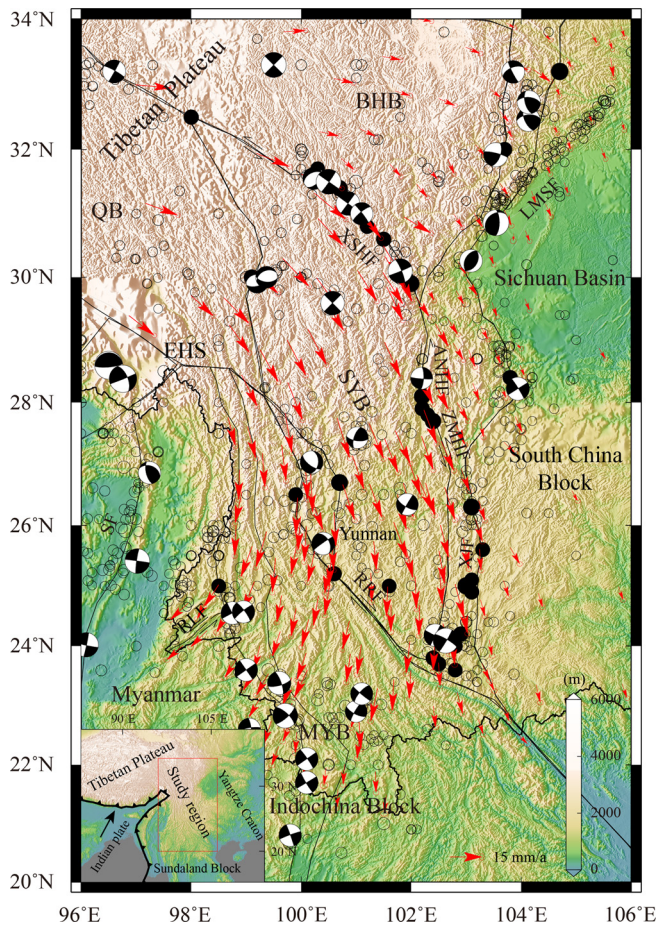 34°N
32°N
30°N
28°N
26°N
24°N
22°N
20°N
96°E
98°E
100°E
102°E
104°E
106°E
Tibetan Plateau
BHB
QB
XSHF
LMSF
Sichuan Basin
EHS
ANHF
SYB
ZMHF
South China
Block
SF
Yunnan
XJF
RRF
RLF
Myanmar
MYB
Indochina Block
(m)
6000
4000
2000
0
15 mm/a
90°E
105°E
30°N
20°N
Tibetan Plateau
Study region
Yangtze Craton
Indian plate
Sundaland Block